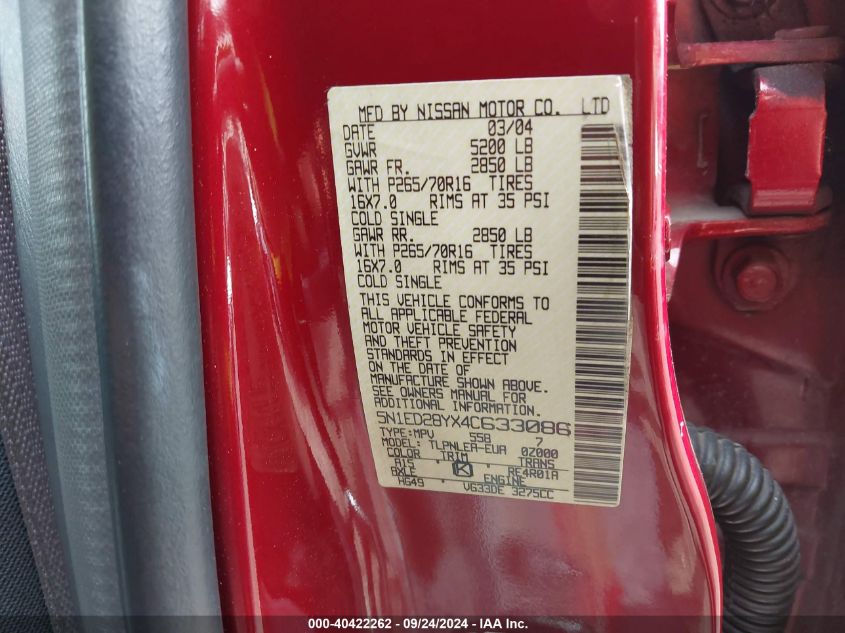 MFD BY NISSAN MOTOR CO. LTD
DATE 03/04
GVWR 5200 LB
GAWR FR. 2850 LB
WITH P265/70R16 TIRES
16X7.0 RIMS AT 35 PSI
COLD SINGLE
GAWR RR. 2850 LB
WITH P265/70R16 TIRES
16X7.0 RIMS AT 35 PSI
COLD SINGLE
THIS VEHICLE CONFORMS TO
ALL APPLICABLE FEDERAL
MOTOR VEHICLE SAFETY
AND THEFT PREVENTION
STANDARDS IN EFFECT
ON THE DATE OF
MANUFACTURE SHOWN ABOVE.
SEE OWNERS MANUAL FOR
5N1ED28YX4C633086
TYPE: MPV 558 7
MODEL: TLPNLEA-EUA 0Z000
COLOR TRIM TRANS
A15 K RE4R01A
AXLE ENGINE
HG49 VG33DE 3275CC
000-40422262 - 09/24/2024 - IAA Inc.